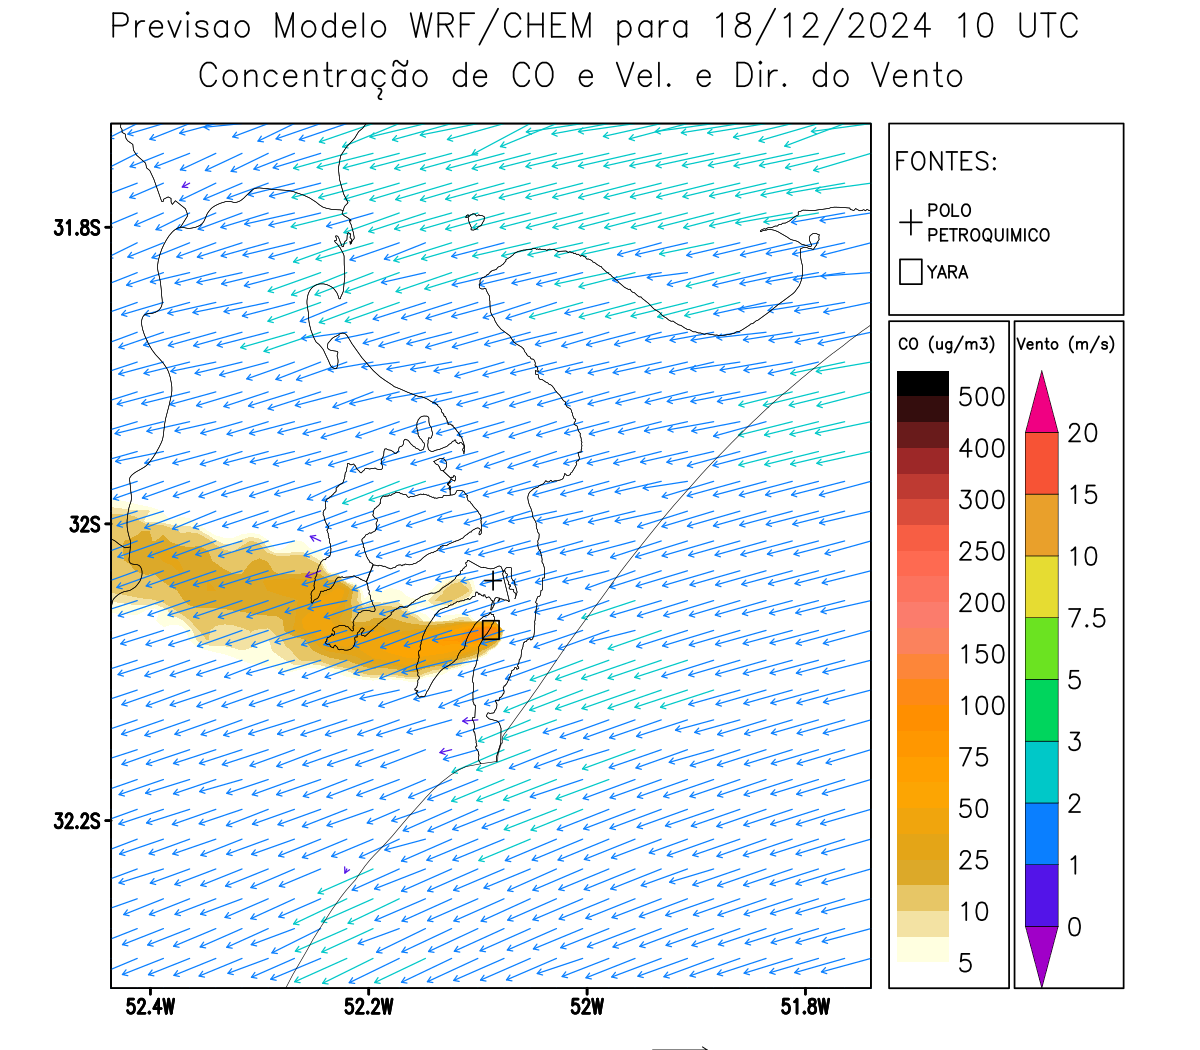 Previsao Modelo WRF/CHEM para 18/12/2024 10 UTC
Concentração de CO e Vel. e Dir. do Vento
FONTES:
POLO
PETROQUIMICO
YARA
31.8S
32S
32.2S
52.4W
52.2W
52W
51.8W
CO (ug/m3)
500
400
300
250
200
150
100
75
50
25
10
5
Vento (m/s)
20
15
10
7.5
5
3
2
1
0